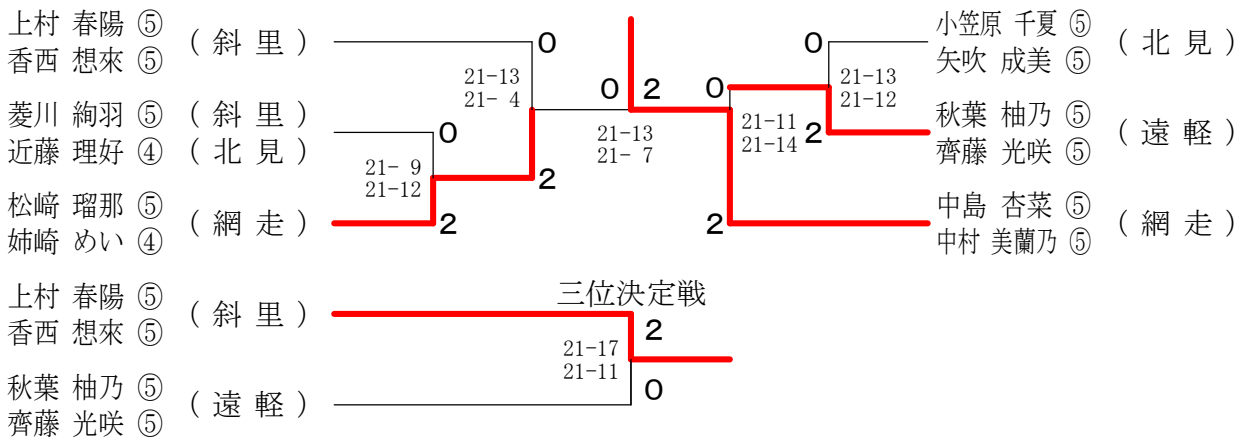 上村 春陽 ⑤
香西 想來 ⑤
( 斜 里 )
0
21-13
21- 4
菱川 絢羽 ⑤ ( 斜 里 )
近藤 理好 ④ ( 北 見 )
0
21- 9
21-12
2
松﨑 瑠那 ⑤
姉崎 めい ④
( 網 走 )
2
0 2
21-13
21- 7
小笠原 千夏 ⑤
矢吹 成美 ⑤
( 北 見 )
0
21-13
21-12
0
21-11
21-14
2
秋葉 柚乃 ⑤
齊藤 光咲 ⑤
( 遠 軽 )
2
中島 杏菜 ⑤
中村 美蘭乃 ⑤
( 網 走 )
三位決定戦
上村 春陽 ⑤
香西 想來 ⑤
( 斜 里 )
2
21-17
21-11
0
秋葉 柚乃 ⑤
齊藤 光咲 ⑤
( 遠 軽 )